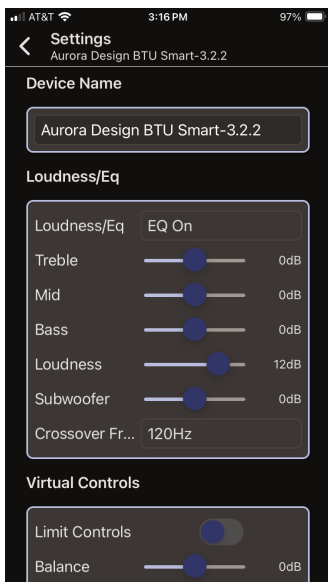 AT&T 3:16 PM 97%
Settings
Aurora Design BTU Smart-3.2.2
Device Name
Aurora Design BTU Smart-3.2.2
Loudness/Eq
Loudness/Eq EQ On
Treble 0dB
Mid 0dB
Bass 0dB
Loudness 12dB
Subwoofer 0dB
Crossover Fr... 120Hz
Virtual Controls
Limit Controls
Balance 0dB